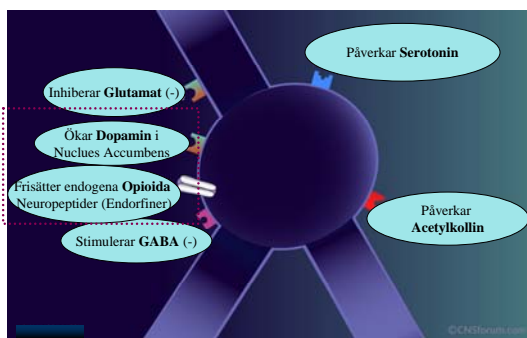 Påverkar Serotonin
Inhiberar Glutamat (-)
Ökar Dopamin i
Nuclues Accumbens
Frisätter endogena Opioida
Neuropeptider (Endorfiner)
Stimulerar GABA (-)
Påverkar
Acetylkollin
©CNSforum.com